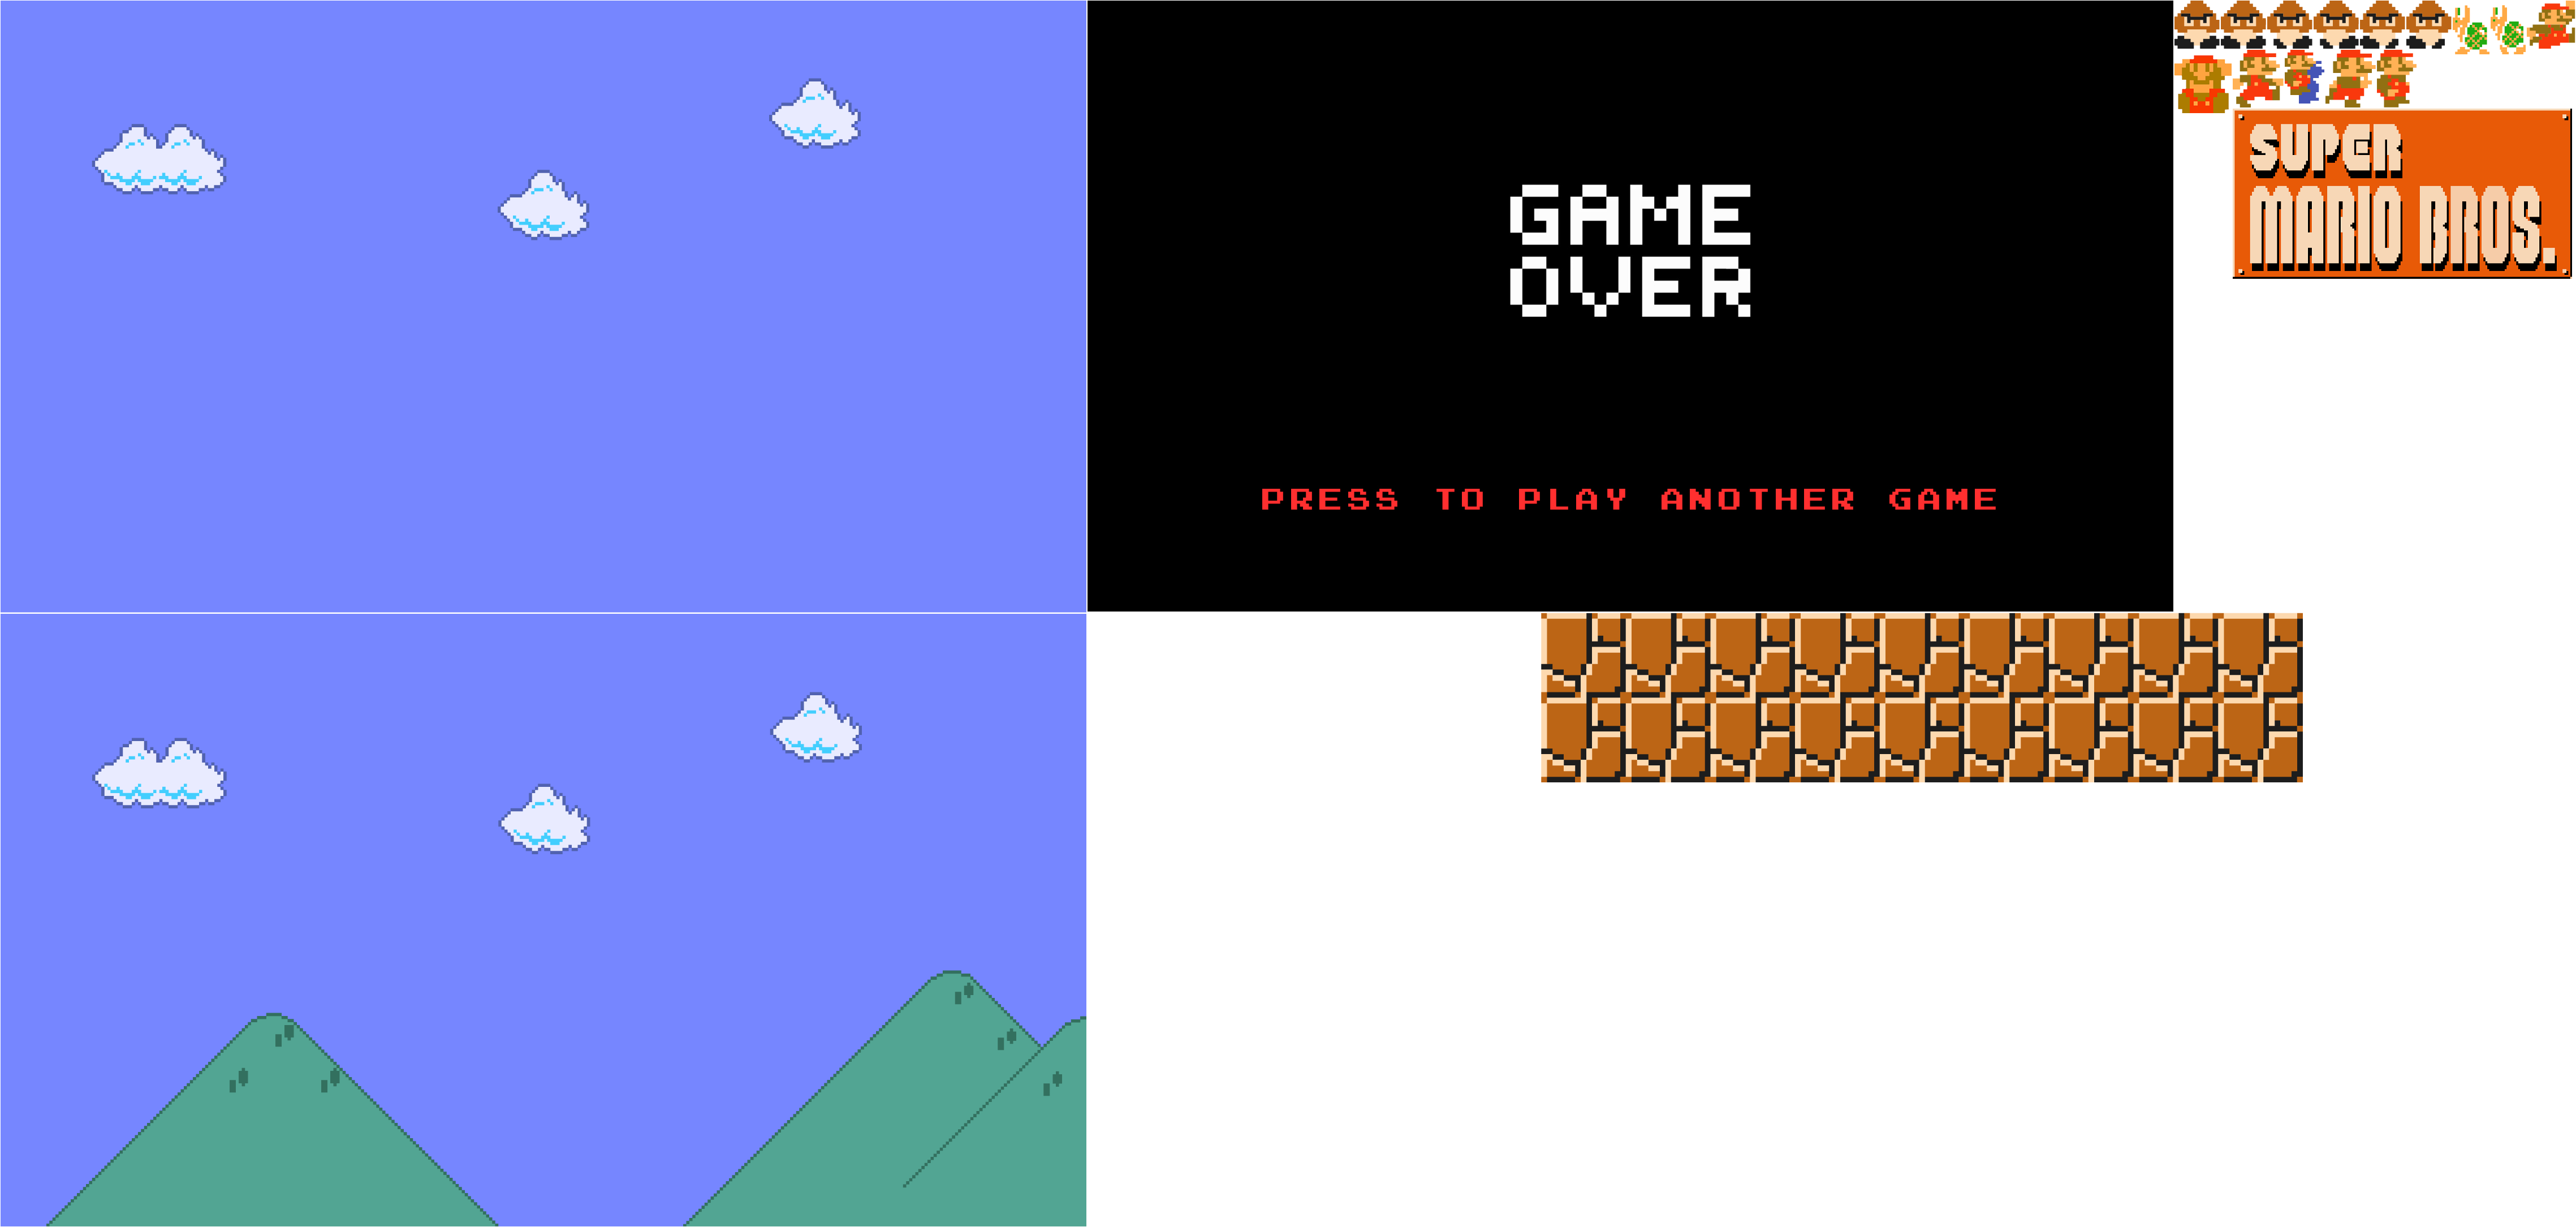 GAME
OVER
PRESS TO PLAY ANOTHER GAME
SUPER
MARIO BROS.